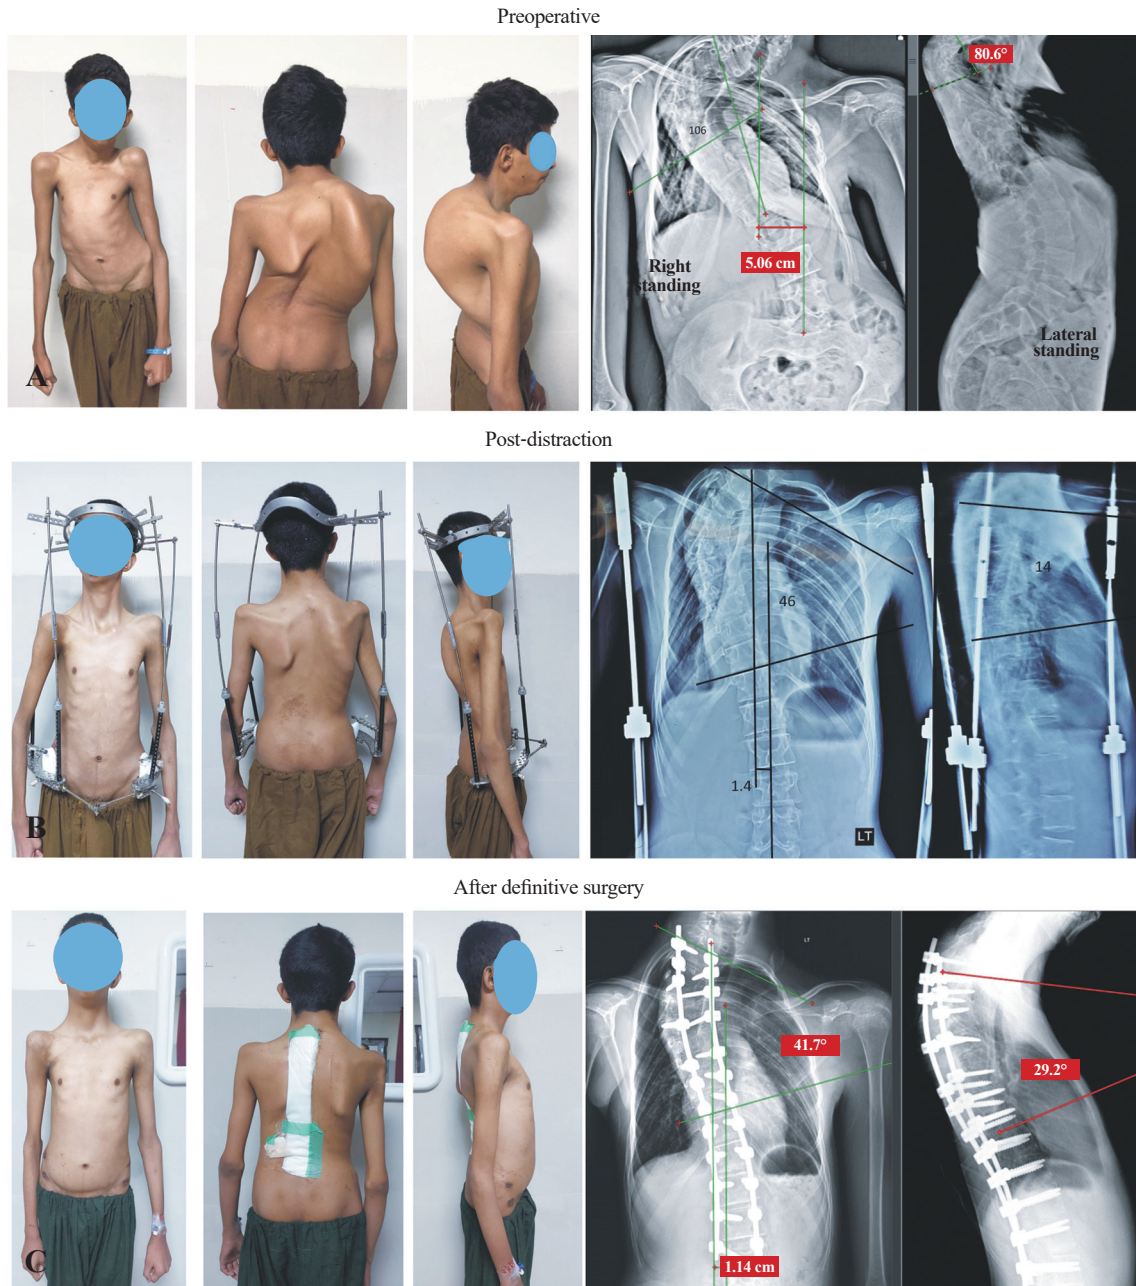 Preoperative
80.6°
106
5.06 cm
Right
standing
Lateral
standing
A
Post-distraction
14
46
1.4
B
LT
After definitive surgery
LT
41.7°
29.2°
1.14 cm
C